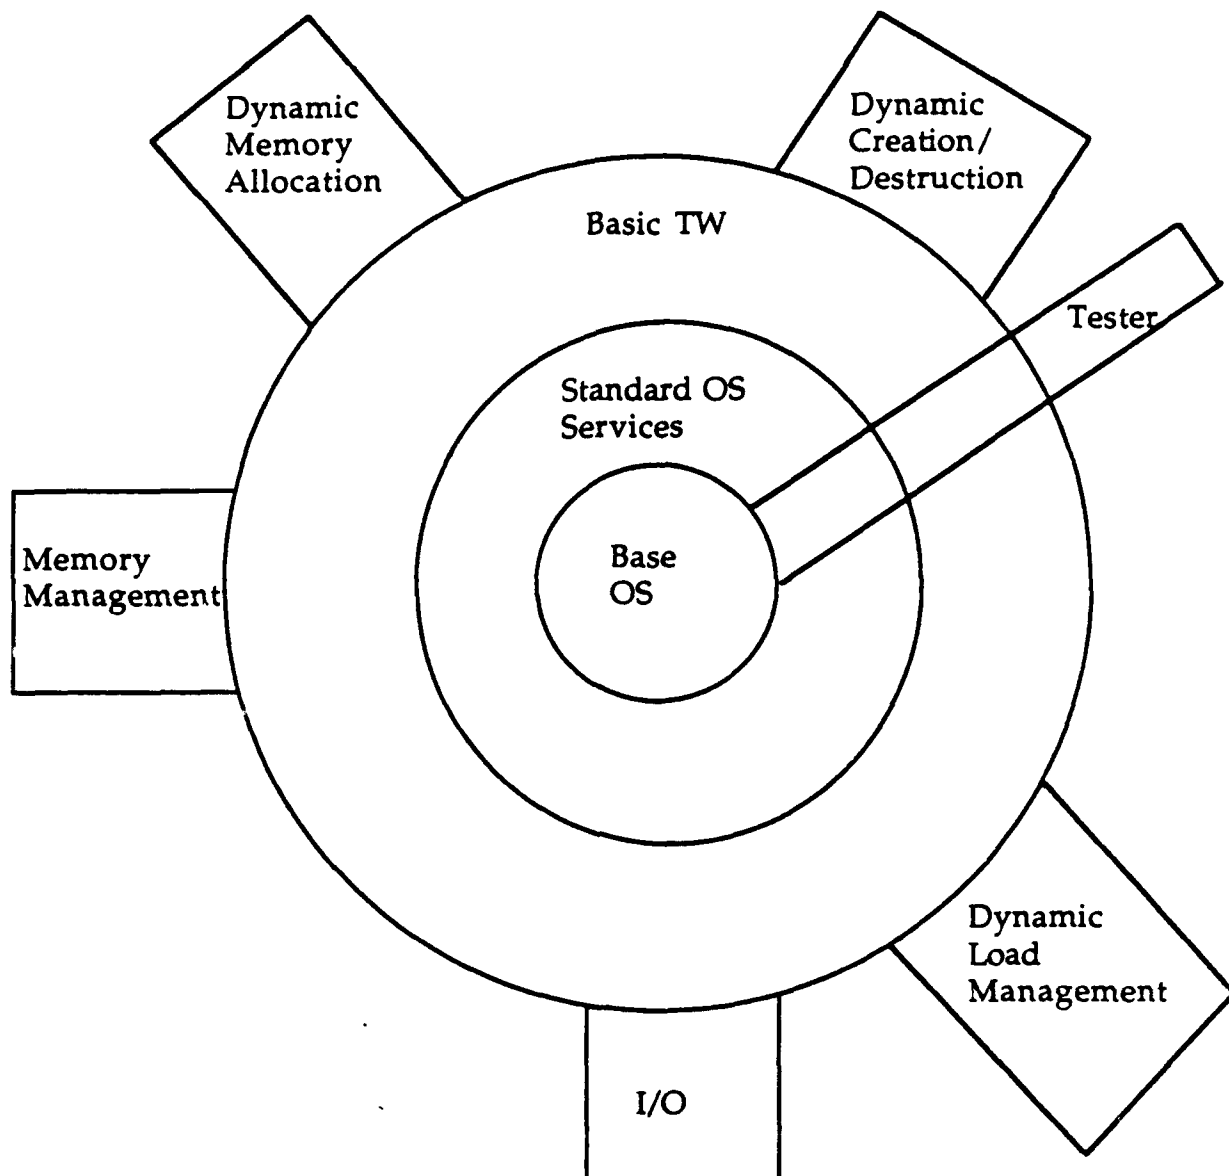 Dynamic
Memory
Allocation
Dynamic
Creation/
Destruction
Basic TW
Tester
Standard OS
Services
Base
OS
Memory
Management
Dynamic
Load
Management
I/O